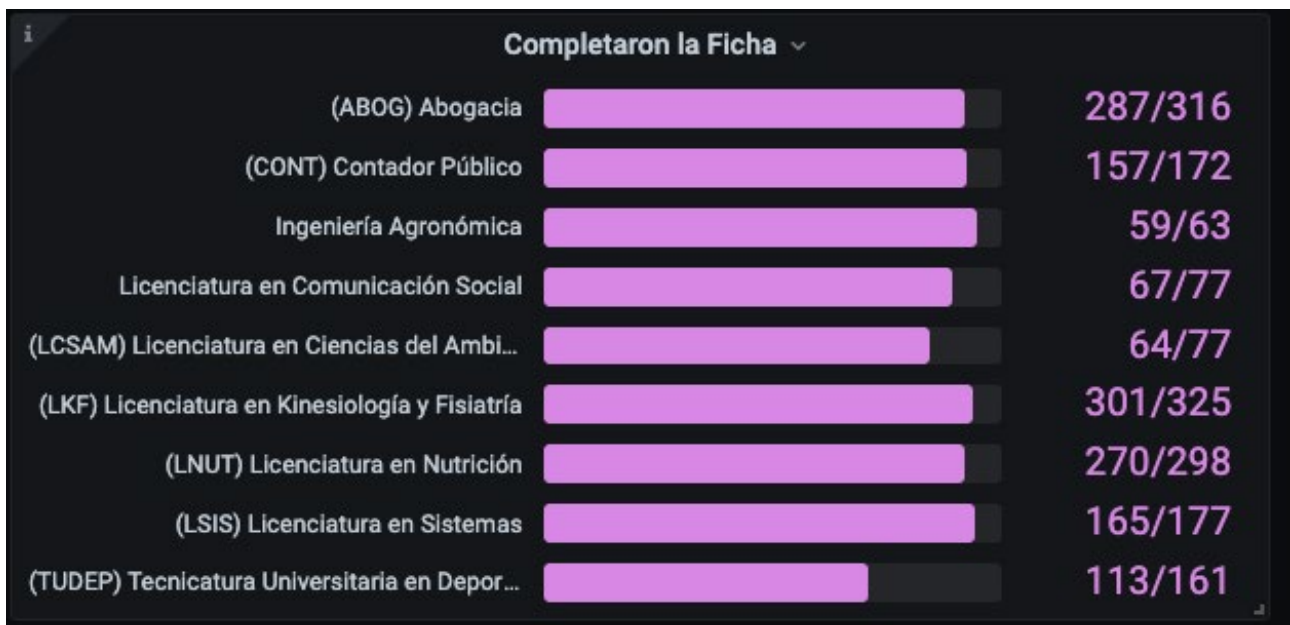 i
Completaron la Ficha
(ABOG) Abogacia 287/316
(CONT) Contador Público 157/172
Ingeniería Agronómica 59/63
Licenciatura en Comunicación Social 67/77
(LCSAM) Licenciatura en Ciencias del Ambi... 64/77
(LKF) Licenciatura en Kinesiología y Fisiatría 301/325
(LNUT) Licenciatura en Nutrición 270/298
(LSIS) Licenciatura en Sistemas 165/177
(TUDEP) Tecnicatura Universitaria en Depor... 113/161